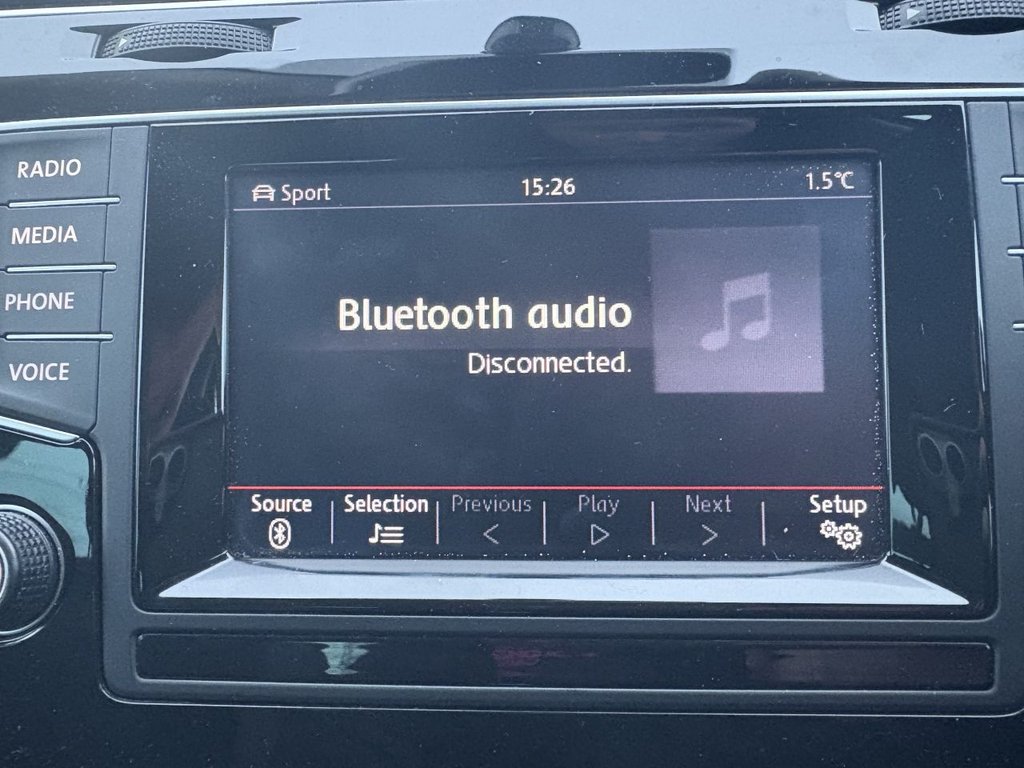 RADIO
MEDIA
PHONE
VOICE
Sport 15:26 1.5℃
Bluetooth audio
Disconnected.
Source Selection Previous Play Next Setup